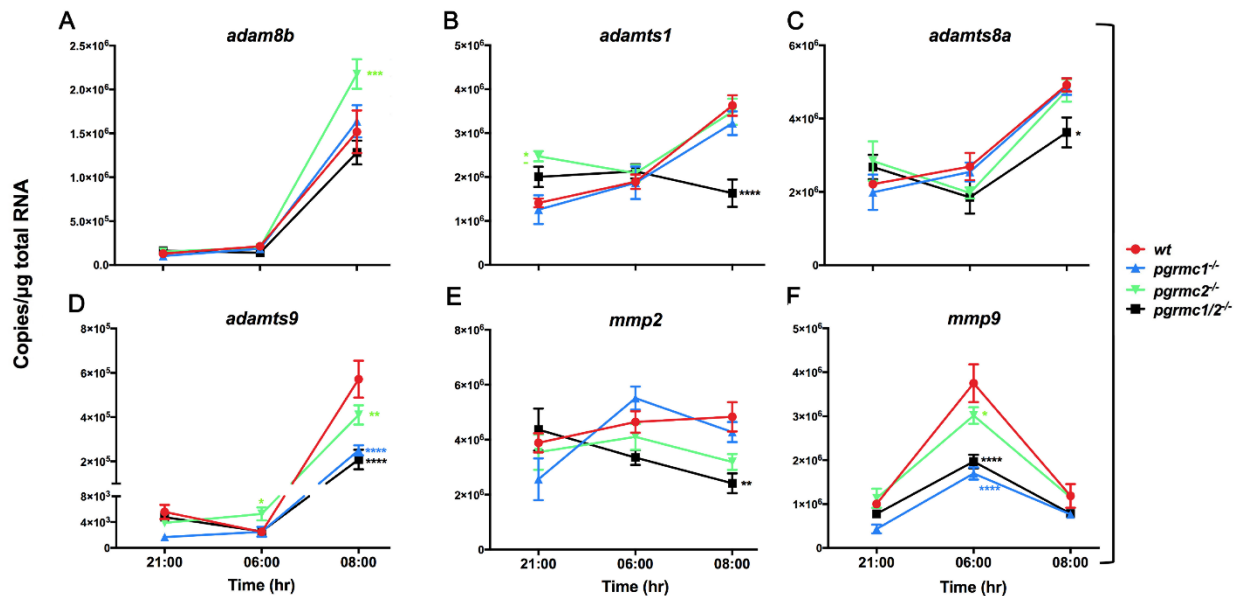 A
adam8b
2.5×10⁶
2.0×10⁶
1.5×10⁶
1.0×10⁶
5.0×10⁵
0.0
***
B
adamts1
5×10⁶
4×10⁶
3×10⁶
2×10⁶
1×10⁶
0
*
****
C
adamts8a
6×10⁶
4×10⁶
2×10⁶
0
*
Copies/µg total RNA
wt
pgrmc1⁻/⁻
pgrmc2⁻/⁻
pgrmc1/2⁻/⁻
D
adamts9
8×10⁵
6×10⁵
4×10⁵
2×10⁵
8×10³
4×10³
0
*
**
****
****
21:00 06:00 08:00
Time (hr)
E
mmp2
8×10⁶
6×10⁶
4×10⁶
2×10⁶
0
**
21:00 06:00 08:00
Time (hr)
F
mmp9
5×10⁶
4×10⁶
3×10⁶
2×10⁶
1×10⁶
0
*
****
****
21:00 06:00 08:00
Time (hr)